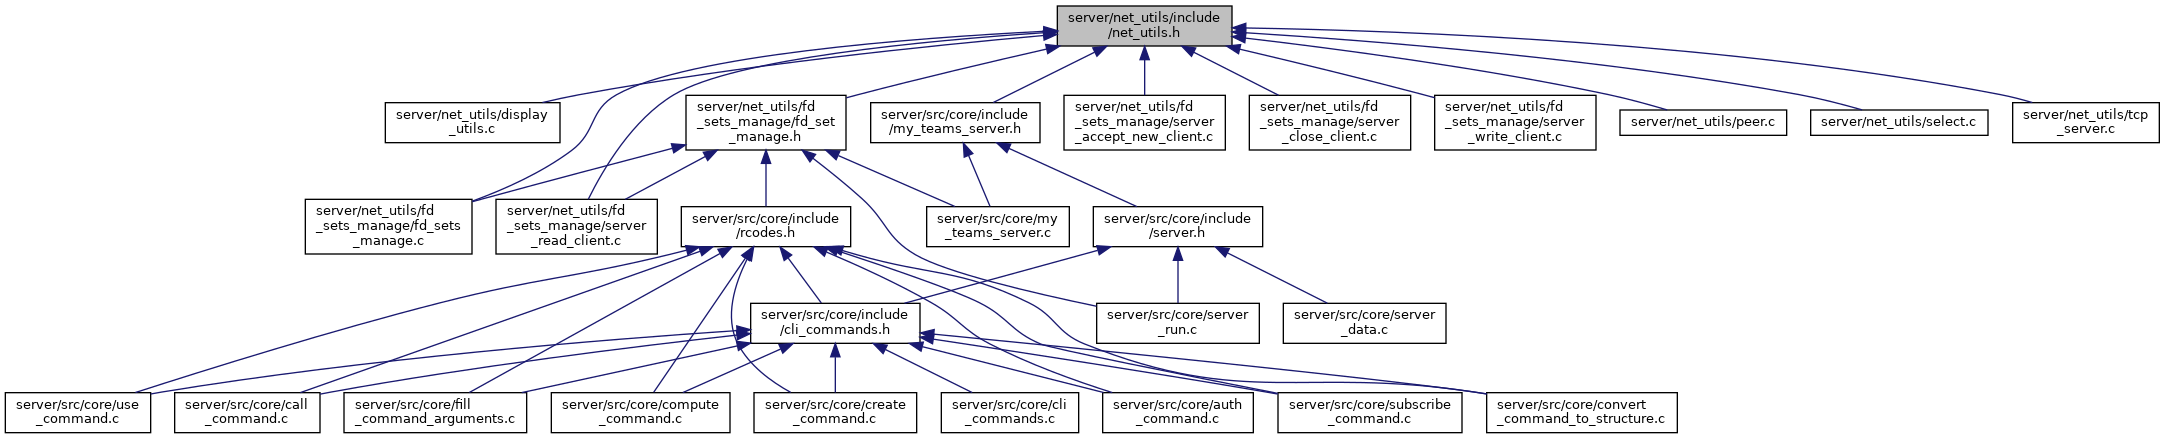 server/net_utils/include
/net_utils.h
server/net_utils/display
_utils.c
server/net_utils/fd
_sets_manage/fd_set
_manage.h
server/src/core/include
/my_teams_server.h
server/net_utils/fd
_sets_manage/server
_accept_new_client.c
server/net_utils/fd
_sets_manage/server
_close_client.c
server/net_utils/fd
_sets_manage/server
_write_client.c
server/net_utils/peer.c
server/net_utils/select.c
server/net_utils/tcp
_server.c
server/net_utils/fd
_sets_manage/fd_sets
_manage.c
server/net_utils/fd
_sets_manage/server
_read_client.c
server/src/core/include
/rcodes.h
server/src/core/my
_teams_server.c
server/src/core/include
/server.h
server/src/core/include
/cli_commands.h
server/src/core/server
_run.c
server/src/core/server
_data.c
server/src/core/use
_command.c
server/src/core/call
_command.c
server/src/core/fill
_command_arguments.c
server/src/core/compute
_command.c
server/src/core/create
_command.c
server/src/core/cli
_commands.c
server/src/core/auth
_command.c
server/src/core/subscribe
_command.c
server/src/core/convert
_command_to_structure.c